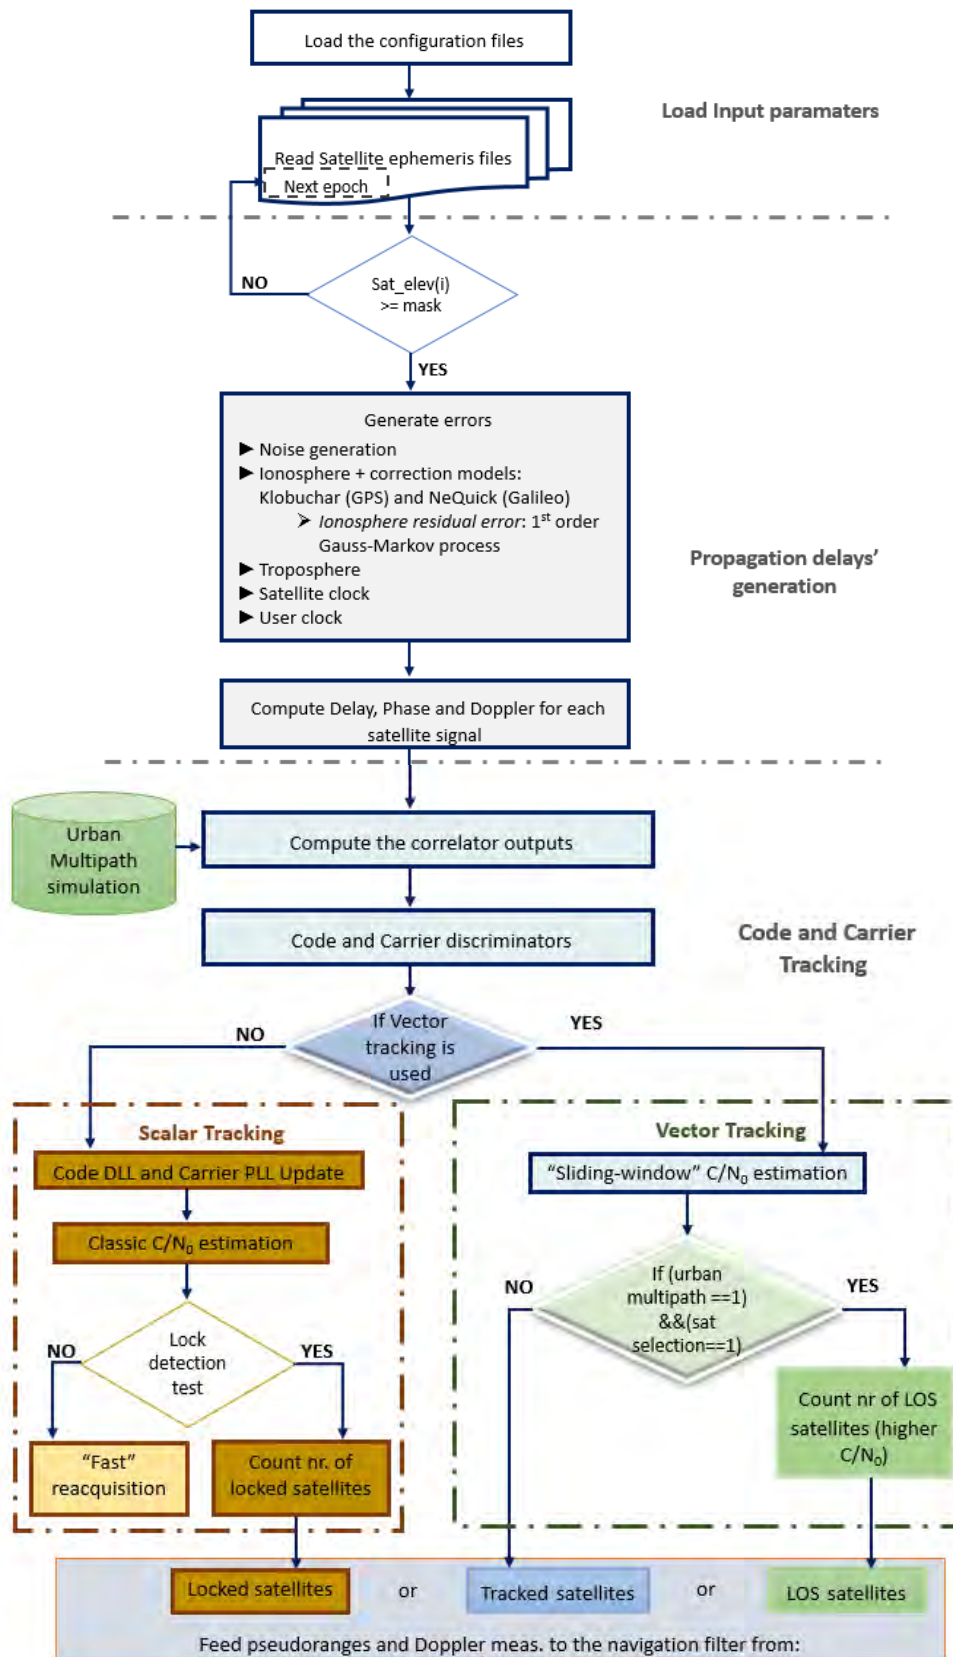 Load the configuration files
Load Input paramaters
Read Satellite ephemeris files
Next epoch
NO
Sat_elev(i)
>= mask
YES
Generate errors
► Noise generation
► Ionosphere + correction models:
Klobuchar (GPS) and NeQuick (Galileo)
➢ Ionosphere residual error: 1st order
Gauss-Markov process
► Troposphere
► Satellite clock
► User clock
Propagation delays’
generation
Compute Delay, Phase and Doppler for each
satellite signal
Urban
Multipath
simulation
Compute the correlator outputs
Code and Carrier discriminators
Code and Carrier
Tracking
NO
If Vector
tracking is
used
YES
Scalar Tracking
Code DLL and Carrier PLL Update
Classic C/N0 estimation
NO
Lock
detection
test
YES
“Fast”
reacquisition
Count nr. of
locked satellites
Vector Tracking
“Sliding-window” C/N0 estimation
NO
If (urban
multipath ==1)
&&(sat
selection==1)
YES
Count nr of LOS
satellites (higher
C/N0)
Locked satellites
or
Tracked satellites
or
LOS satellites
Feed pseudoranges and Doppler meas. to the navigation filter from: